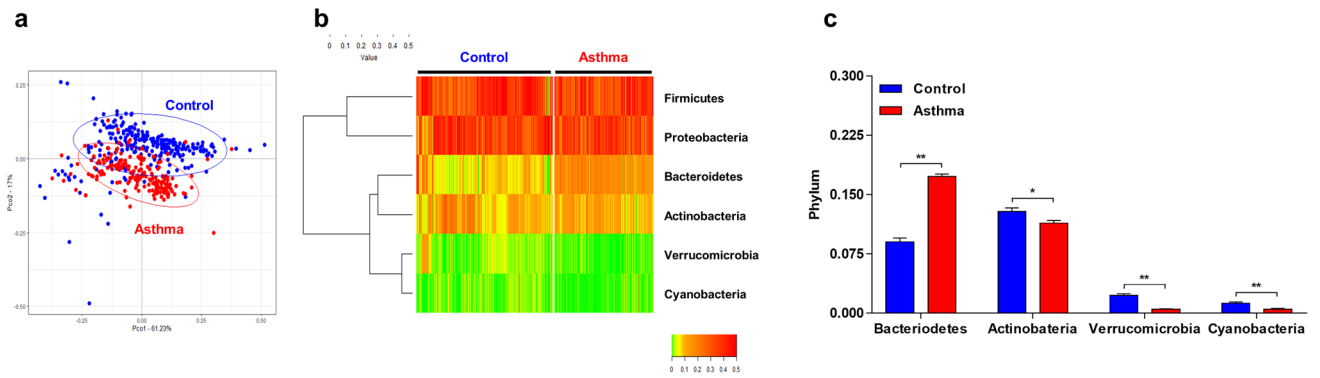 a
0.25
0.00
-0.25
-0.50
Pco2 - 17%
Control
Asthma
-0.25 0.00 0.25 0.50
Pco1 - 61.23%
b
0 0.1 0.2 0.3 0.4 0.5
Value
Control Asthma
Firmicutes
Proteobacteria
Bacteroidetes
Actinobacteria
Verrucomicrobia
Cyanobacteria
0 0.1 0.2 0.3 0.4 0.5
c
Phylum
0.300
0.225
0.150
0.075
0.000
Control
Asthma
**
*
**
**
Bacteriodetes Actinobateria Verrucomicrobia Cyanobacteria